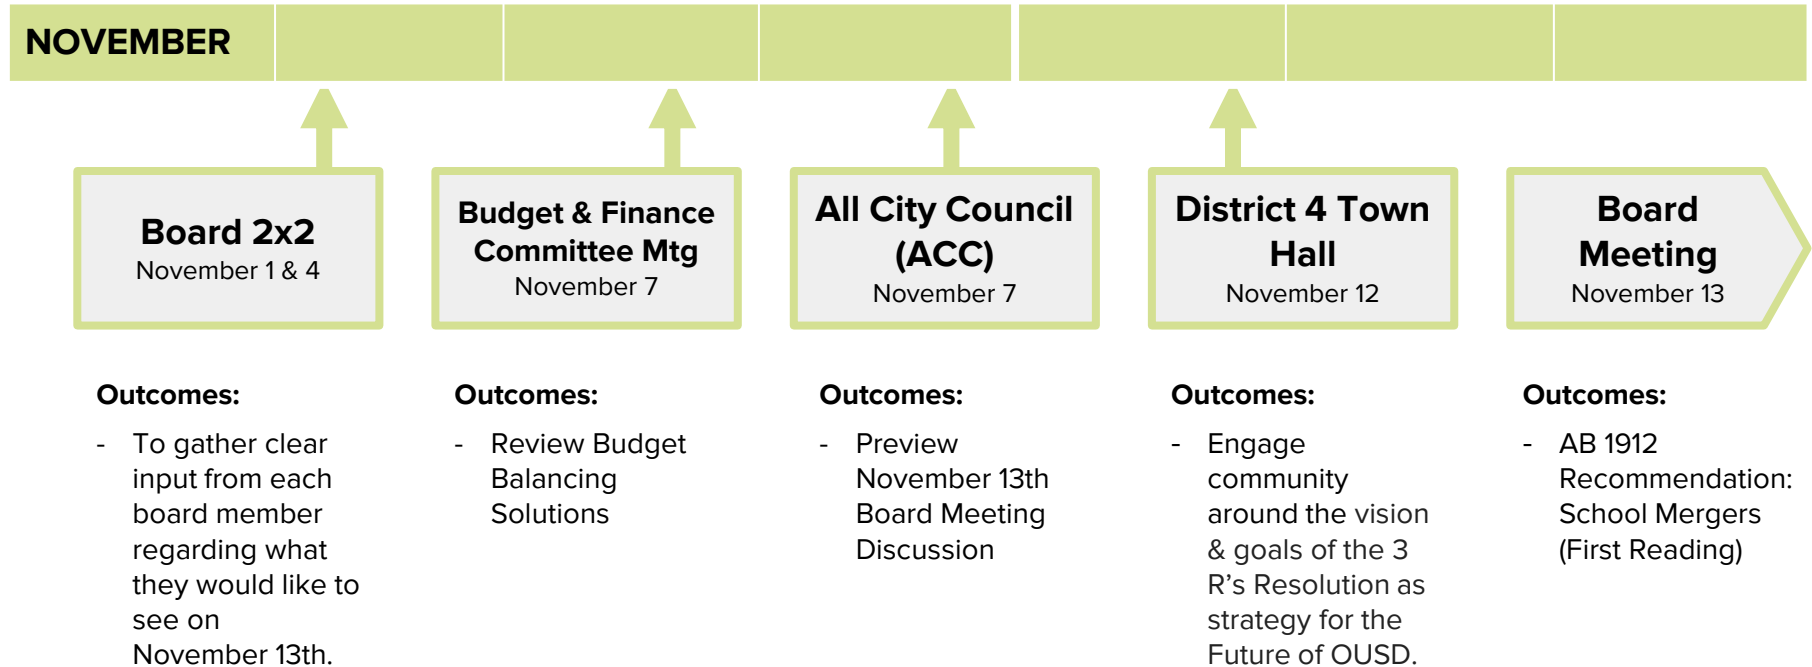 NOVEMBER
Board 2x2
November 1 & 4
Budget & Finance
Committee Mtg
November 7
All City Council
(ACC)
November 7
District 4 Town
Hall
November 12
Board
Meeting
November 13
Outcomes:
- To gather clear
input from each
board member
regarding what
they would like to
see on
November 13th.
Outcomes:
- Review Budget
Balancing
Solutions
Outcomes:
- Preview
November 13th
Board Meeting
Discussion
Outcomes:
- Engage
community
around the vision
& goals of the 3
R’s Resolution as
strategy for the
Future of OUSD.
Outcomes:
- AB 1912
Recommendation:
School Mergers
(First Reading)